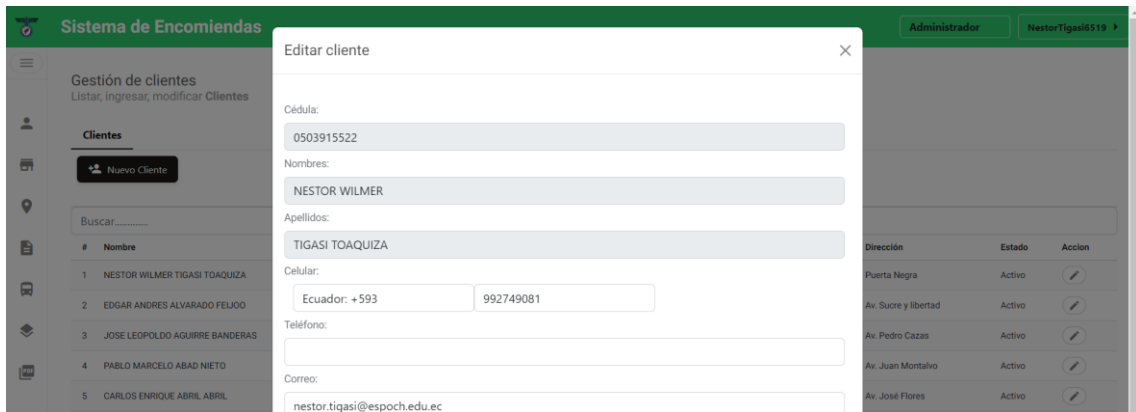 Sistema de Encomiendas
Administrador
NestorTigasi6519
Editar cliente
Gestión de clientes
Listar, ingresar, modificar Clientes
Clientes
Nuevo Cliente
Buscar............
Cédula:
0503915522
Nombres:
NESTOR WILMER
Apellidos:
TIGASI TOAQUIZA
Celular:
Ecuador: +593 992749081
Teléfono:
Correo:
nestor.tigasi@espoch.edu.ec
# Nombre Dirección Estado Accion
1 NESTOR WILMER TIGASI TOAQUIZA Puerta Negra Activo
2 EDGAR ANDRES ALVARADO FEIJOO Av. Sucre y libertad Activo
3 JOSE LEOPOLDO AGUIRRE BANDERAS Av. Pedro Cazas Activo
4 PABLO MARCELO ABAD NIETO Av. Juan Montalvo Activo
5 CARLOS ENRIQUE ABRIL ABRIL Av. José Flores Activo
PDF